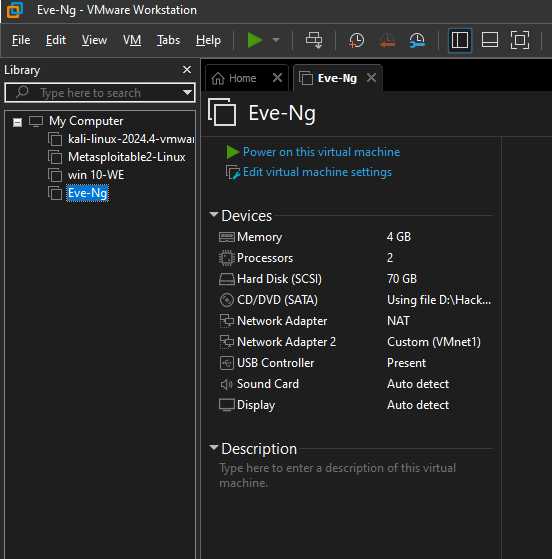 Eve-Ng - VMware Workstation
File Edit View VM Tabs Help
Library
Type here to search
My Computer
kali-linux-2024.4-vmwar
Metasploitable2-Linux
win 10-WE
Eve-Ng
Home
Eve-Ng
Eve-Ng
Power on this virtual machine
Edit virtual machine settings
Devices
Memory 4 GB
Processors 2
Hard Disk (SCSI) 70 GB
CD/DVD (SATA) Using file D:\Hack...
Network Adapter NAT
Network Adapter 2 Custom (VMnet1)
USB Controller Present
Sound Card Auto detect
Display Auto detect
Description
Type here to enter a description of this virtual
machine.